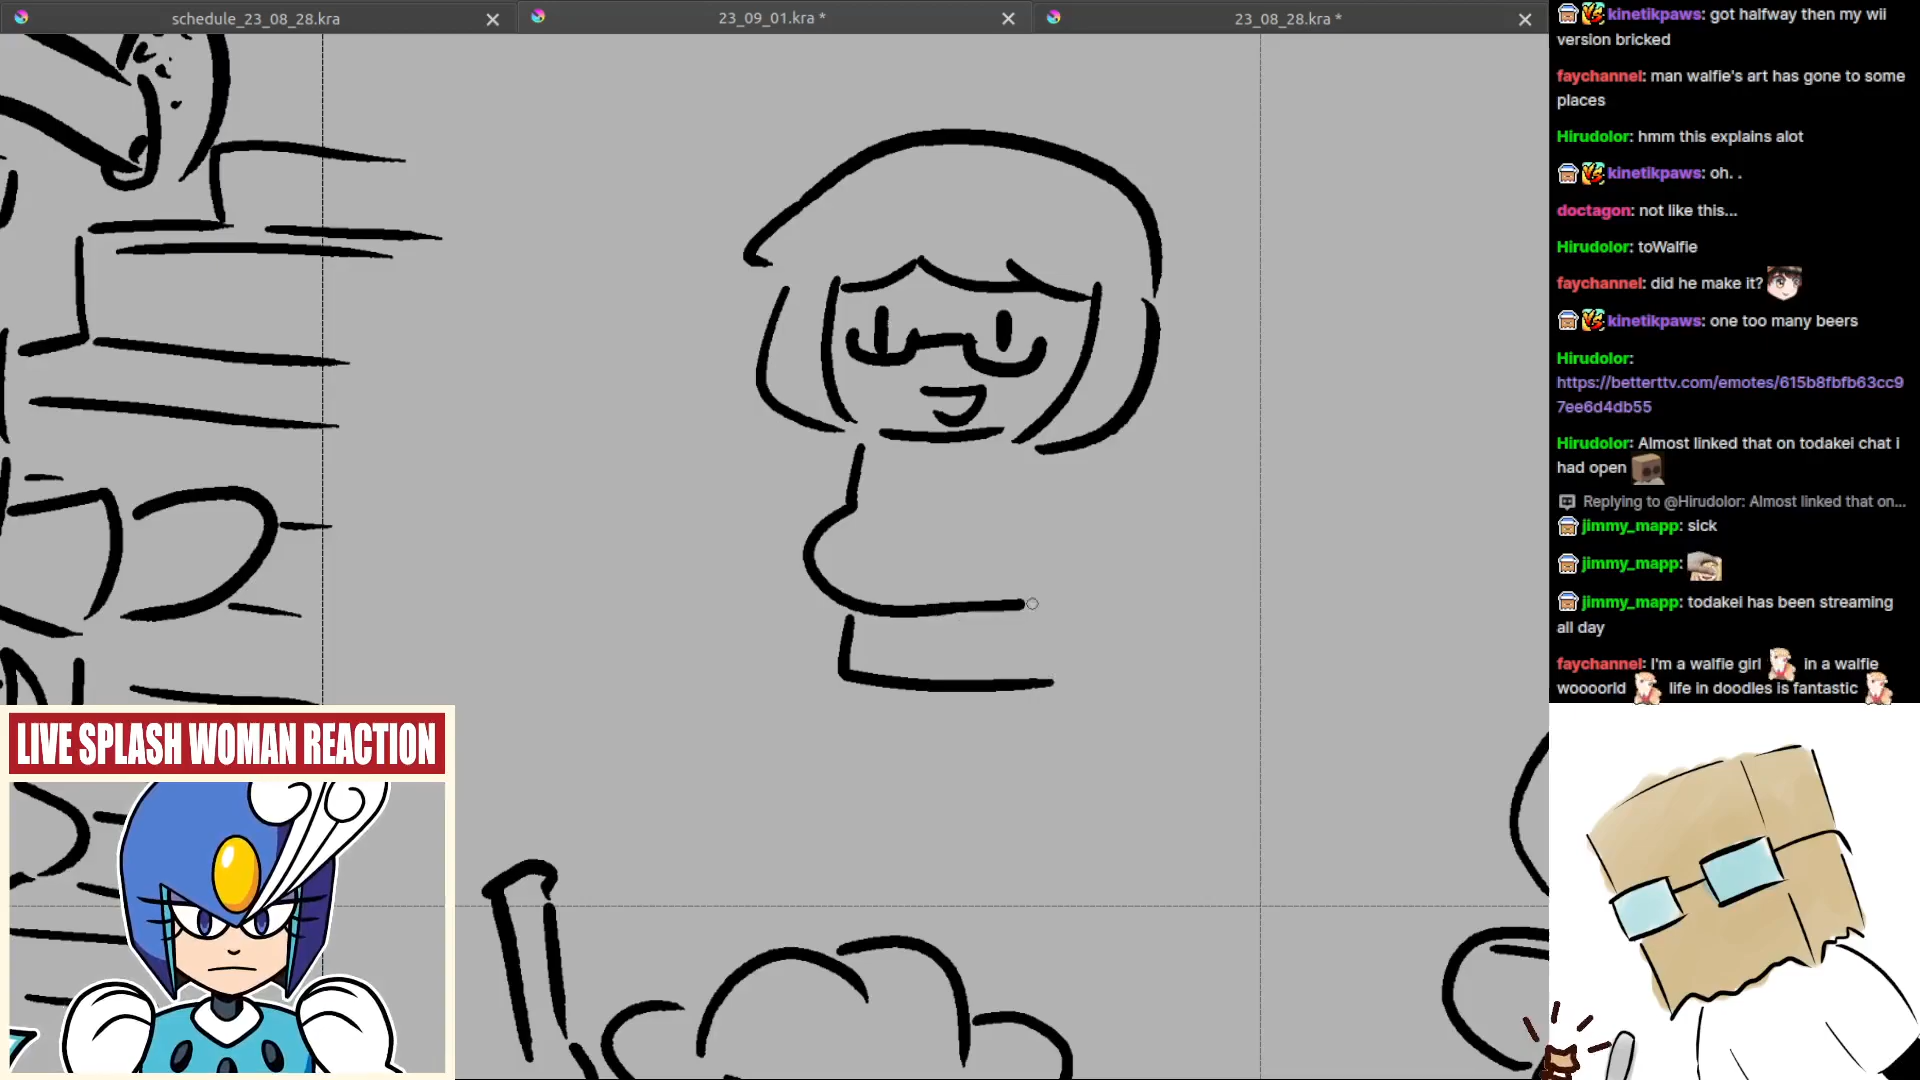 schedule_23_08_28.kra
23_09_01.kra *
23_08_28.kra *
kinetikpaws: got halfway then my wii
version bricked
faychannel: man walfie's art has gone to some
places
Hirudolor: hmm this explains alot
kinetikpaws: oh. .
doctagon: not like this...
Hirudolor: toWalfie
faychannel: did he make it?
kinetikpaws: one too many beers
Hirudolor:
https://betterttv.com/emotes/615b8fbfb63cc9
7ee6d4db55
Hirudolor: Almost linked that on todakei chat i
had open
Replying to @Hirudolor: Almost linked that on...
jimmy_mapp: sick
jimmy_mapp:
jimmy_mapp: todakei has been streaming
all day
faychannel: I'm a walfie girl in a walfie
woooorld life in doodles is fantastic
LIVE SPLASH WOMAN REACTION